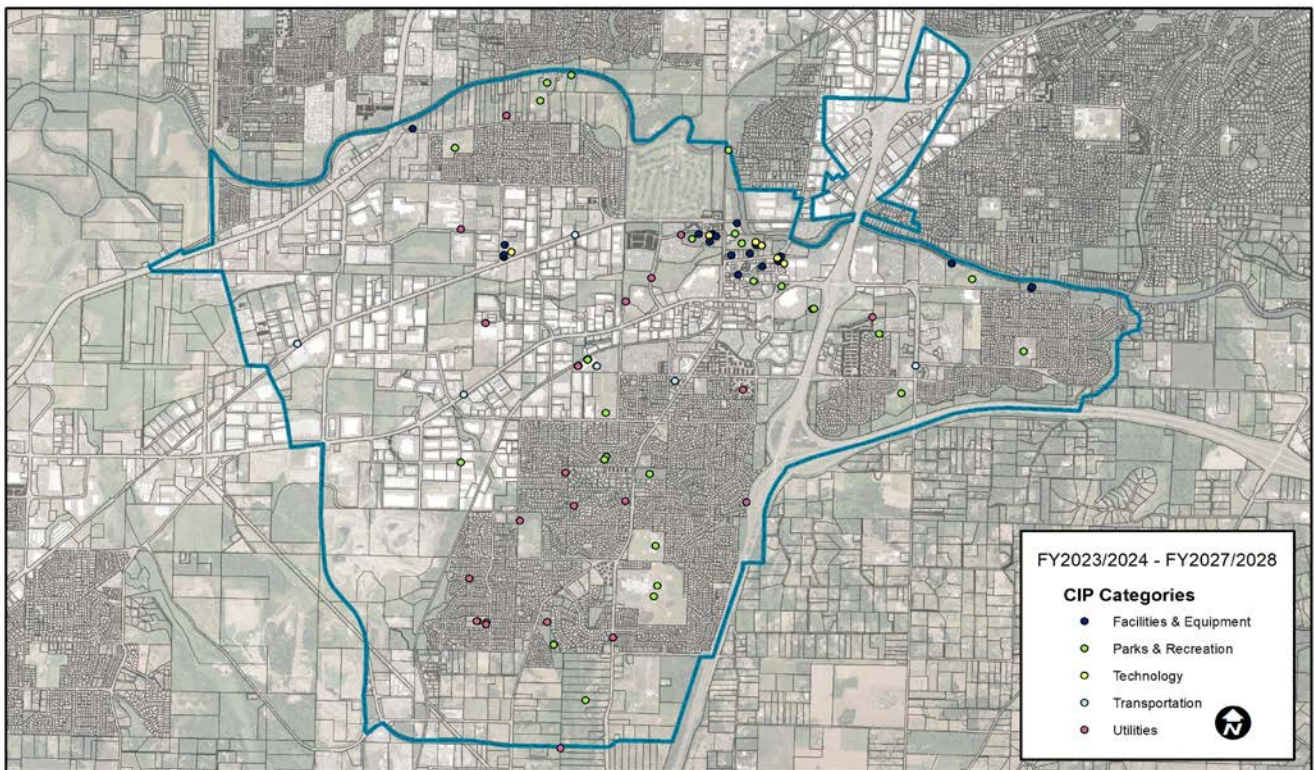 FY2023/2024 - FY2027/2028
CIP Categories
Facilities & Equipment
Parks & Recreation
Technology
Transportation
Utilities
N